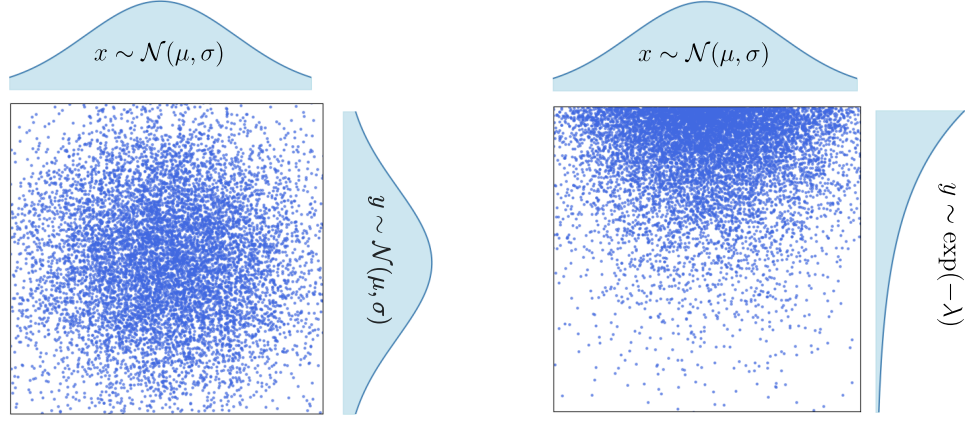 x ∼ 𝒩(μ, σ)
y ∼ 𝒩(μ, σ)
x ∼ 𝒩(μ, σ)
y ∼ exp(−λ)